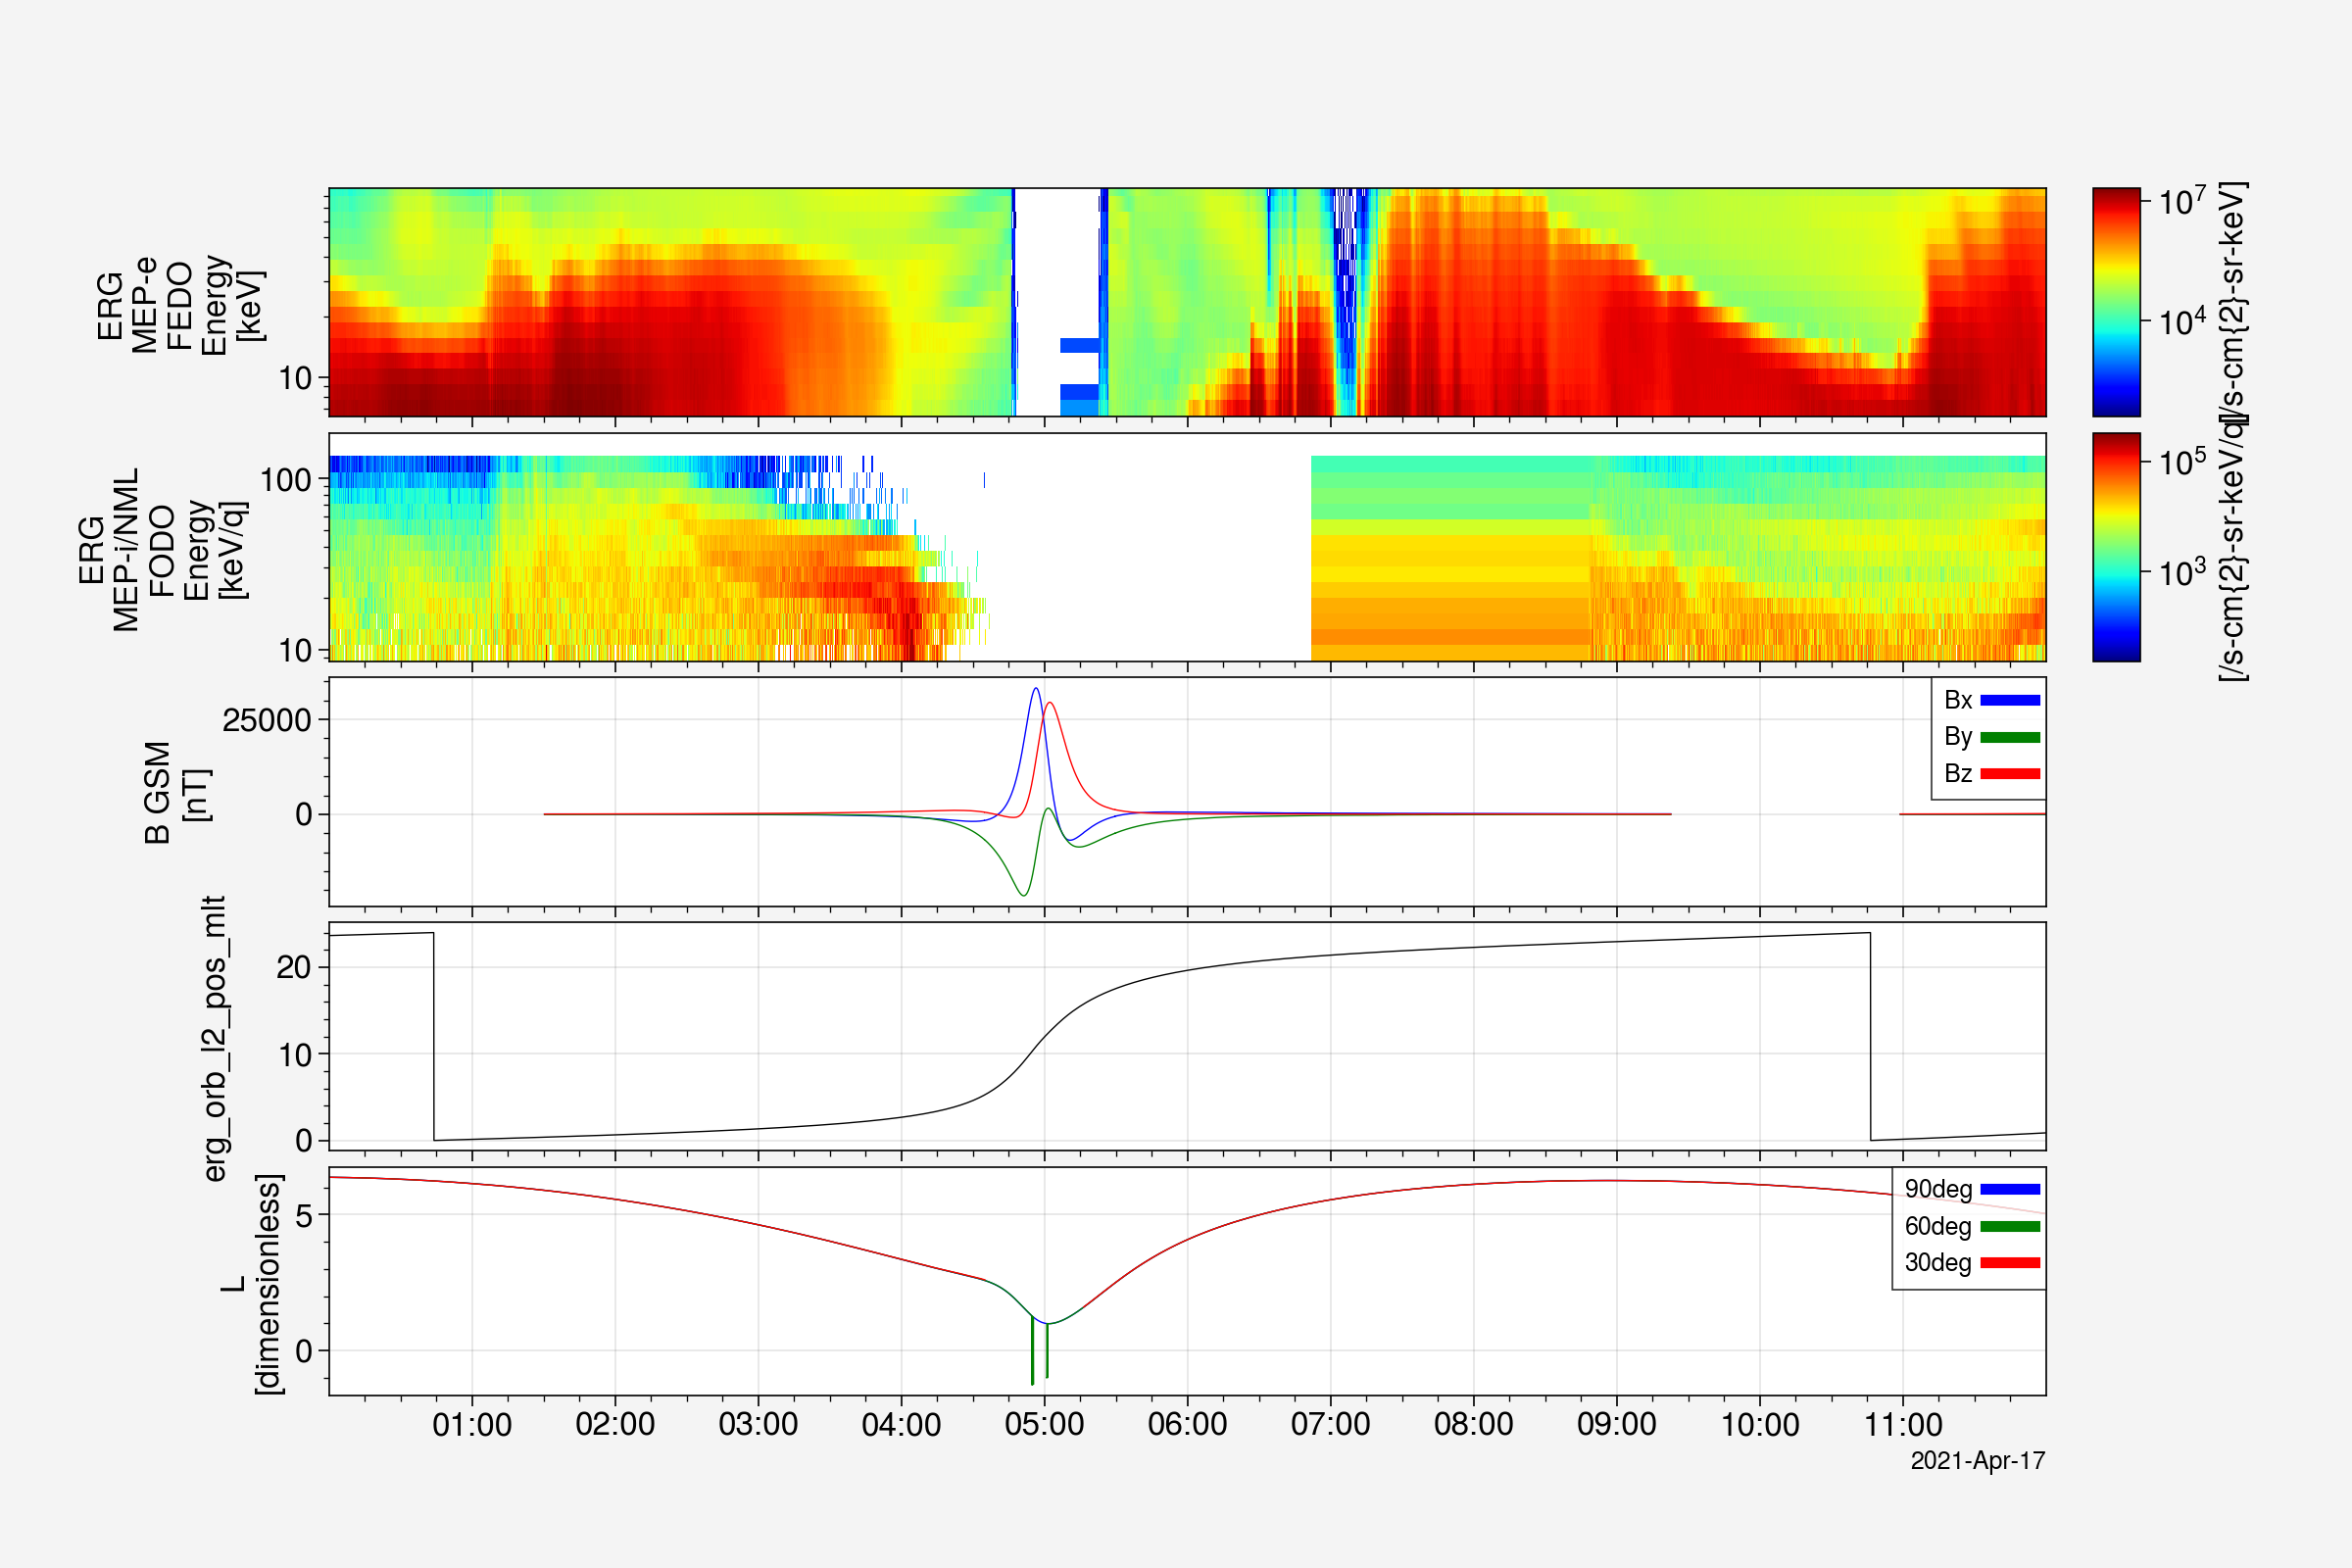 ERG
MEP-e
FEDO
Energy
[keV]
10
10^7
10^4
[/s-cm{2}-sr-keV]
ERG
MEP-i/NML
FODO
Energy
[keV/q]
100
10
10^5
10^3
[/s-cm{2}-sr-keV/q]
B GSM
[nT]
25000
0
Bx
By
Bz
erg_orb_l2_pos_mlt
20
10
0
L
[dimensionless]
5
0
90deg
60deg
30deg
01:00 02:00 03:00 04:00 05:00 06:00 07:00 08:00 09:00 10:00 11:00
2021-Apr-17